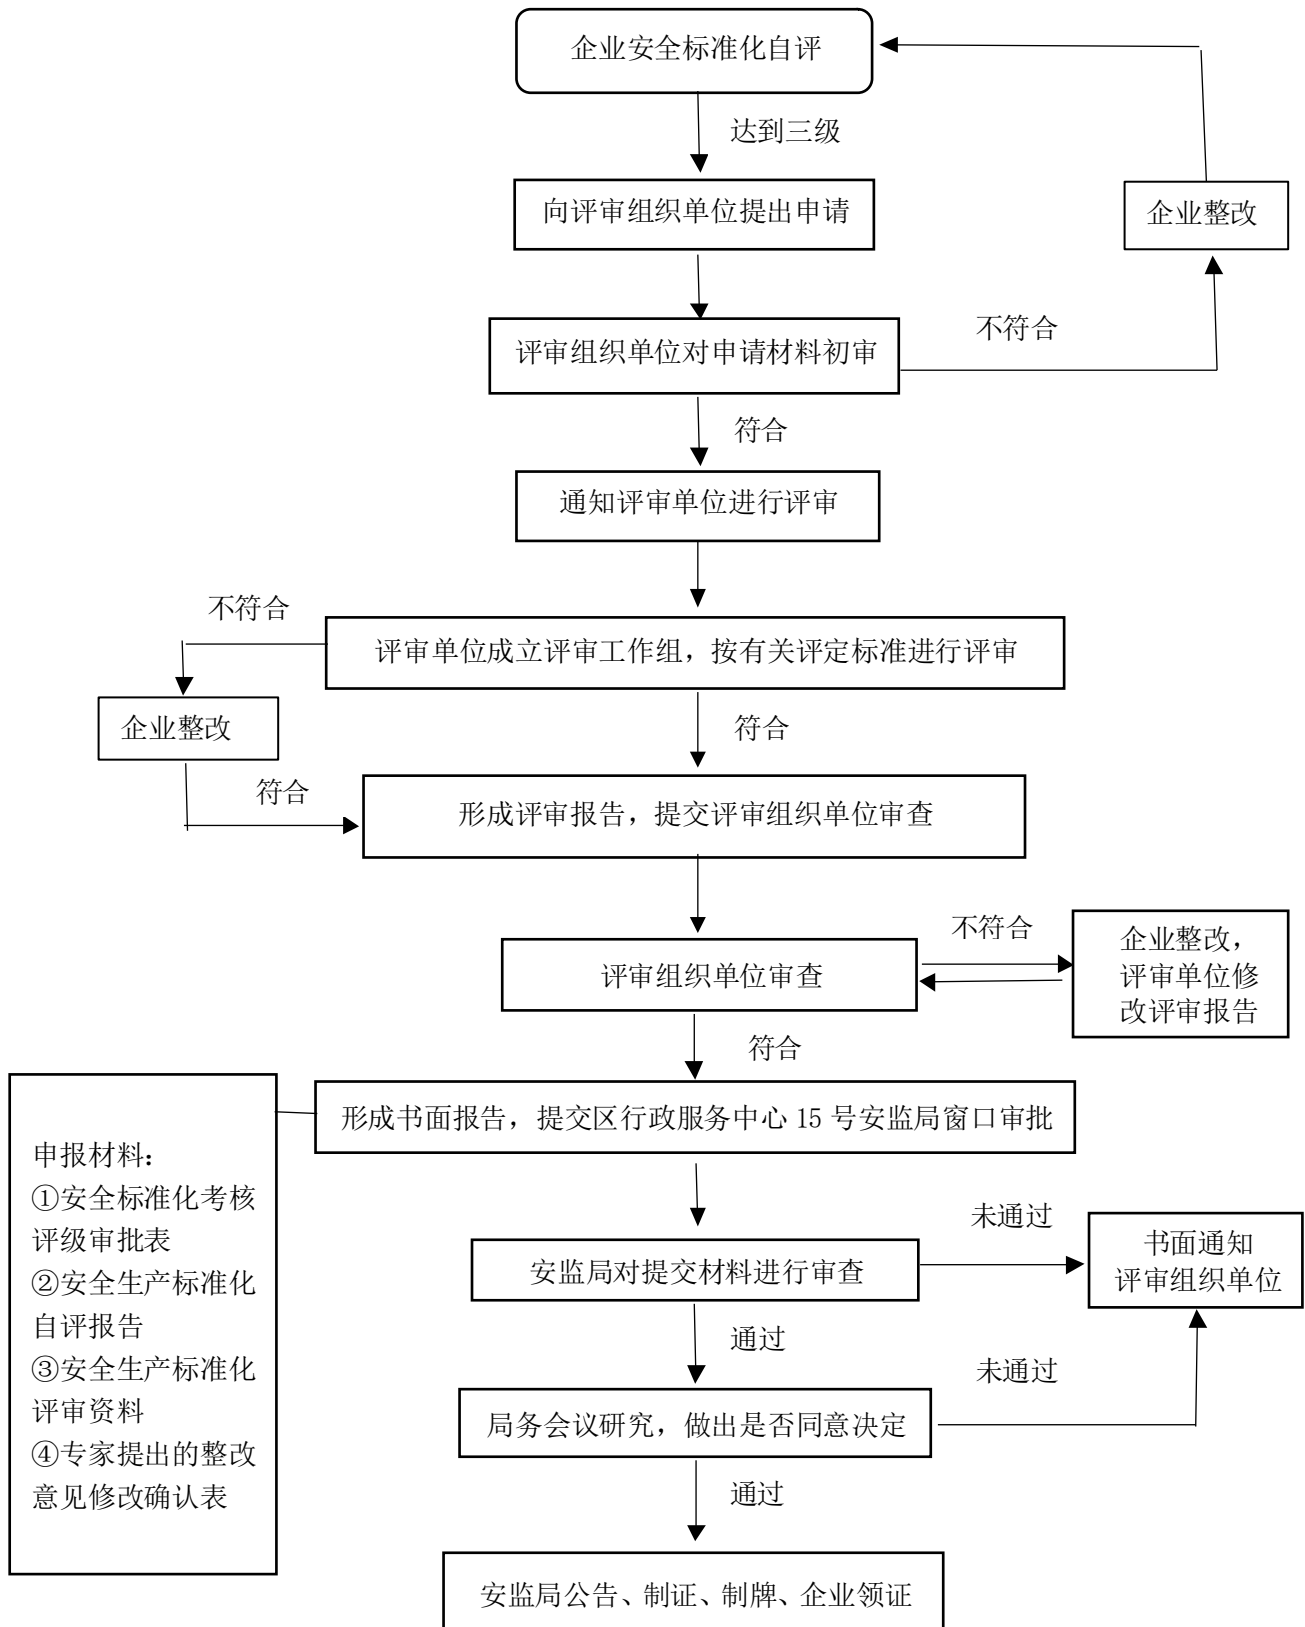 企业安全标准化自评
达到三级
向评审组织单位提出申请
企业整改
评审组织单位对申请材料初审
不符合
符合
通知评审单位进行评审
不符合
评审单位成立评审工作组，按有关评定标准进行评审
企业整改
符合
符合
形成评审报告，提交评审组织单位审查
评审组织单位审查
不符合
企业整改，
评审单位修
改评审报告
符合
形成书面报告，提交区行政服务中心 15 号安监局窗口审批
申报材料：
①安全标准化考核
评级审批表
②安全生产标准化
自评报告
③安全生产标准化
评审资料
④专家提出的整改
意见修改确认表
安监局对提交材料进行审查
未通过
书面通知
评审组织单位
通过
局务会议研究，做出是否同意决定
未通过
通过
安监局公告、制证、制牌、企业领证